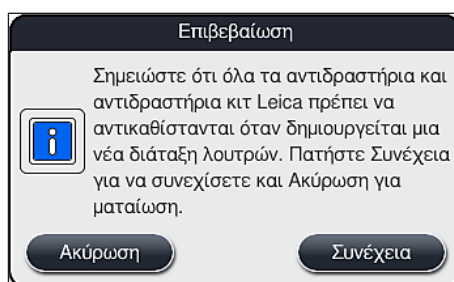 Επιβεβαίωση
Σημειώστε ότι όλα τα αντιδραστήρια και
αντιδραστήρια κιτ Leica πρέπει να
αντικαθίστανται όταν δημιουργείται μια
νέα διάταξη λουτρών. Πατήστε Συνέχεια
για να συνεχίσετε και Ακύρωση για
ματαίωση.
Ακύρωση
Συνέχεια